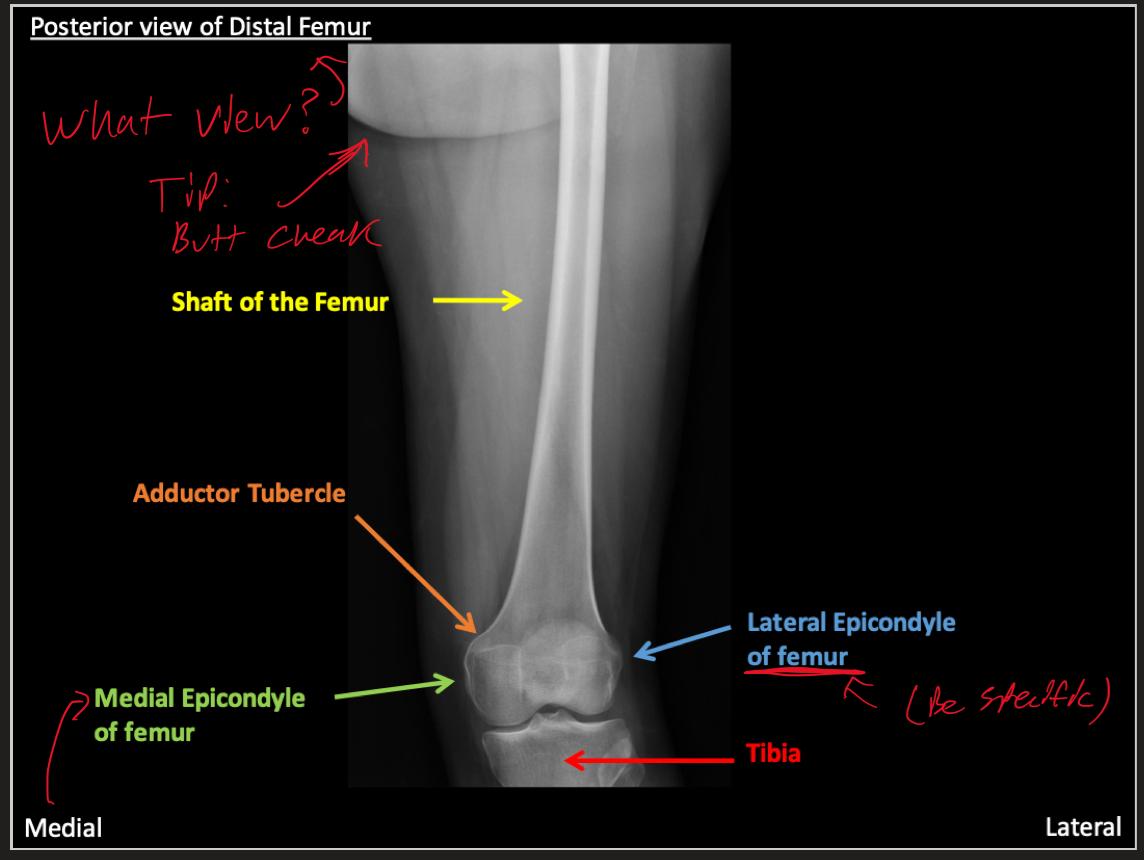 Posterior view of Distal Femur
What view?
Tip:
Butt cheak
Shaft of the Femur
Adductor Tubercle
Lateral Epicondyle
of femur
(Be specific)
Medial Epicondyle
of femur
Tibia
Medial
Lateral